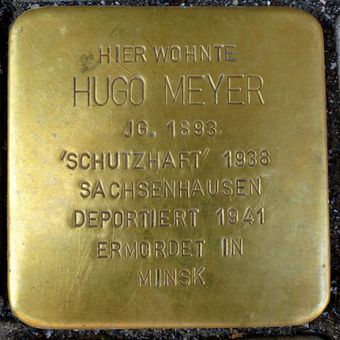 HIER WOHNTE
HUGO MEYER
JG. 1893
'SCHUTZHAFT' 1938
SACHSENHAUSEN
DEPORTIERT 1941
ERMORDET IN
MINSK